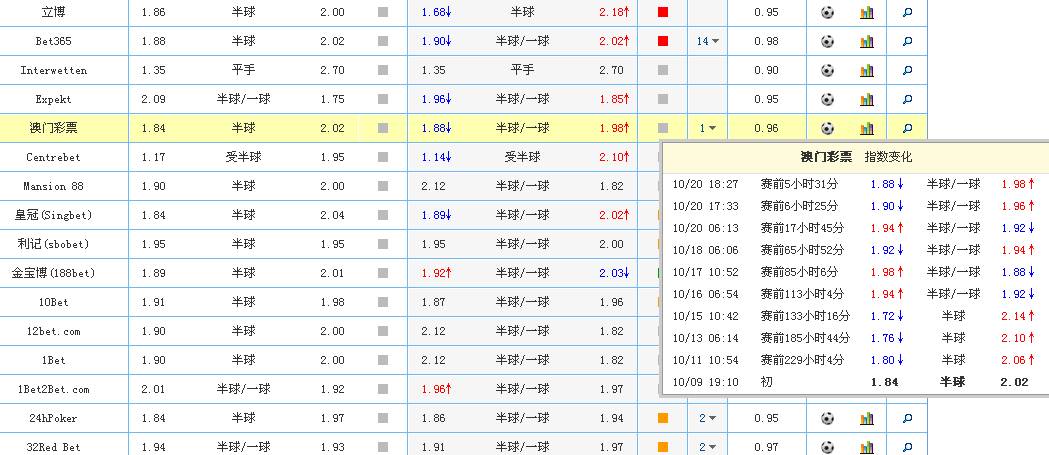 立博 1.86 半球 2.00 1.68↓ 半球 2.18↑ 0.95
Bet365 1.88 半球 2.02 1.90↓ 半球/一球 2.02↑ 14 0.98
Interwetten 1.35 平手 2.70 1.35 平手 2.70 0.90
Expekt 2.09 半球/一球 1.75 1.96↓ 半球/一球 1.85↑ 0.95
澳门彩票 1.84 半球 2.02 1.88↓ 半球/一球 1.98↑ 1 0.96
Centrebet 1.17 受半球 1.95 1.14↓ 受半球 2.10↑
Mansion 88 1.90 半球 2.00 2.12 半球/一球 1.82
皇冠(Singbet) 1.84 半球 2.04 1.89↓ 半球/一球 2.02↑
利记(sbobet) 1.95 半球 1.95 1.95 半球/一球 2.00
金宝博(188bet) 1.89 半球 2.01 1.92↑ 半球/一球 2.03↓
10Bet 1.91 半球 1.98 1.87 半球/一球 1.96
12bet.com 1.90 半球 2.00 2.12 半球/一球 1.82
1Bet 1.90 半球 2.00 2.12 半球/一球 1.82
1Bet2Bet.com 2.01 半球/一球 1.92 1.96↑ 半球/一球 1.97
24hPoker 1.84 半球 1.97 1.86 半球/一球 1.94 2 0.95
32Red Bet 1.94 半球/一球 1.93 1.91 半球/一球 1.97 2 0.97
澳门彩票 指数变化
10/20 18:27 赛前5小时31分 1.88↓ 半球/一球 1.98↑
10/20 17:33 赛前6小时25分 1.90↓ 半球/一球 1.96↑
10/20 06:13 赛前17小时45分 1.94↑ 半球/一球 1.92↓
10/18 06:06 赛前65小时52分 1.92↓ 半球/一球 1.94↑
10/17 10:52 赛前85小时6分 1.98↑ 半球/一球 1.88↓
10/16 06:54 赛前113小时4分 1.94↑ 半球/一球 1.92↓
10/15 10:42 赛前133小时16分 1.72↓ 半球 2.14↑
10/13 06:14 赛前185小时44分 1.76↓ 半球 2.10↑
10/11 10:54 赛前229小时4分 1.80↓ 半球 2.06↑
10/09 19:10 初 1.84 半球 2.02